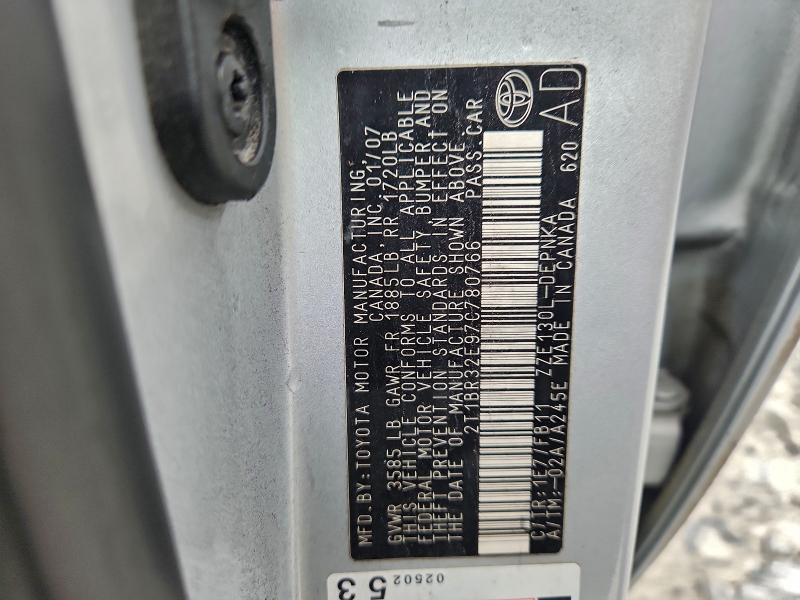 MFD.BY:TOYOTA MOTOR MANUFACTURING,
CANADA, INC. 01/07
GVWR 3585 LB GAWR FR 1885 LB RR 1720LB
THIS VEHICLE CONFORMS TO ALL APPLICABLE
FEDERAL MOTOR VEHICLE SAFETY, BUMPER AND
THEFT PREVENTION STANDARDS IN EFFECT ON
THE DATE OF MANUFACTURE SHOWN ABOVE
2T1BR32E97C780766 PASS.CAR
C/TR:1E7/FB11 ZZE130L-DEPNKA
A/TM:-02A/A245E MADE IN CANADA 620
AD
02502
53